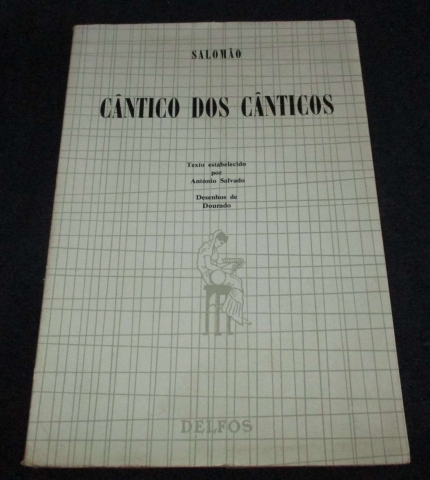 SALOMÃO
CÂNTICO DOS CÂNTICOS
Texto estabelecido
por
António Salvado
Desenhos de
Dourado
DELFOS